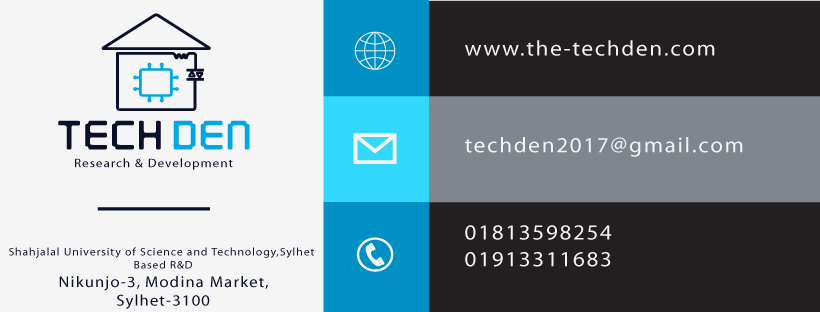 TECH DEN
Research & Development
Shahjalal University of Science and Technology,Sylhet
Based R&D
Nikunjo-3, Modina Market,
Sylhet-3100
www.the-techden.com
techden2017@gmail.com
01813598254
01913311683